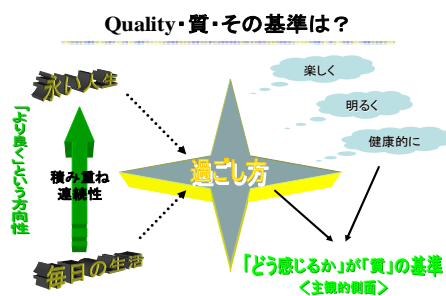 Quality・質・その基準は？
永い人生
「より良く」という方向性
積み重ね
連続性
毎日の生活
過ごし方
楽しく
明るく
健康的に
「どう感じるか」が「質」の基準
＜主観的側面＞